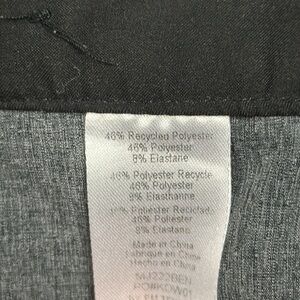 46% Recycled Polyester
46% Polyester
8% Elastane
46% Polyester Recycle
46% Polyester
8% Elasthanne
46% Poliester Reciclado
46% Poliester
8% Elastano
Made in China
Fabrique en Chine
Hecho en China